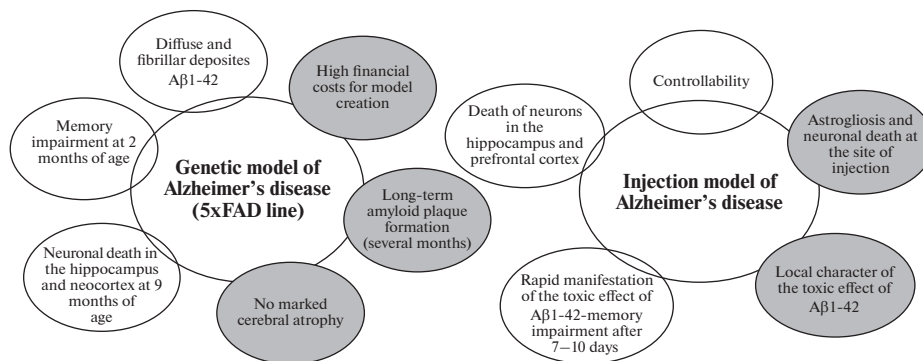 Diffuse and
fibrillar deposites
Aβ1-42
High financial
costs for model
creation
Memory
impairment at 2
months of age
Genetic model of
Alzheimer's disease
(5xFAD line)
Long-term
amyloid plaque
formation
(several months)
Neuronal death in
the hippocampus
and neocortex at 9
months of
age
No marked
cerebral atrophy
Controllability
Death of neurons
in the
hippocampus and
prefrontal cortex
Astrogliosis and
neuronal death at
the site of
injection
Injection model of
Alzheimer's disease
Rapid manifestation
of the toxic effect of
Aβ1-42-memory
impairment after
7–10 days
Local character of
the toxic effect of
Aβ1-42